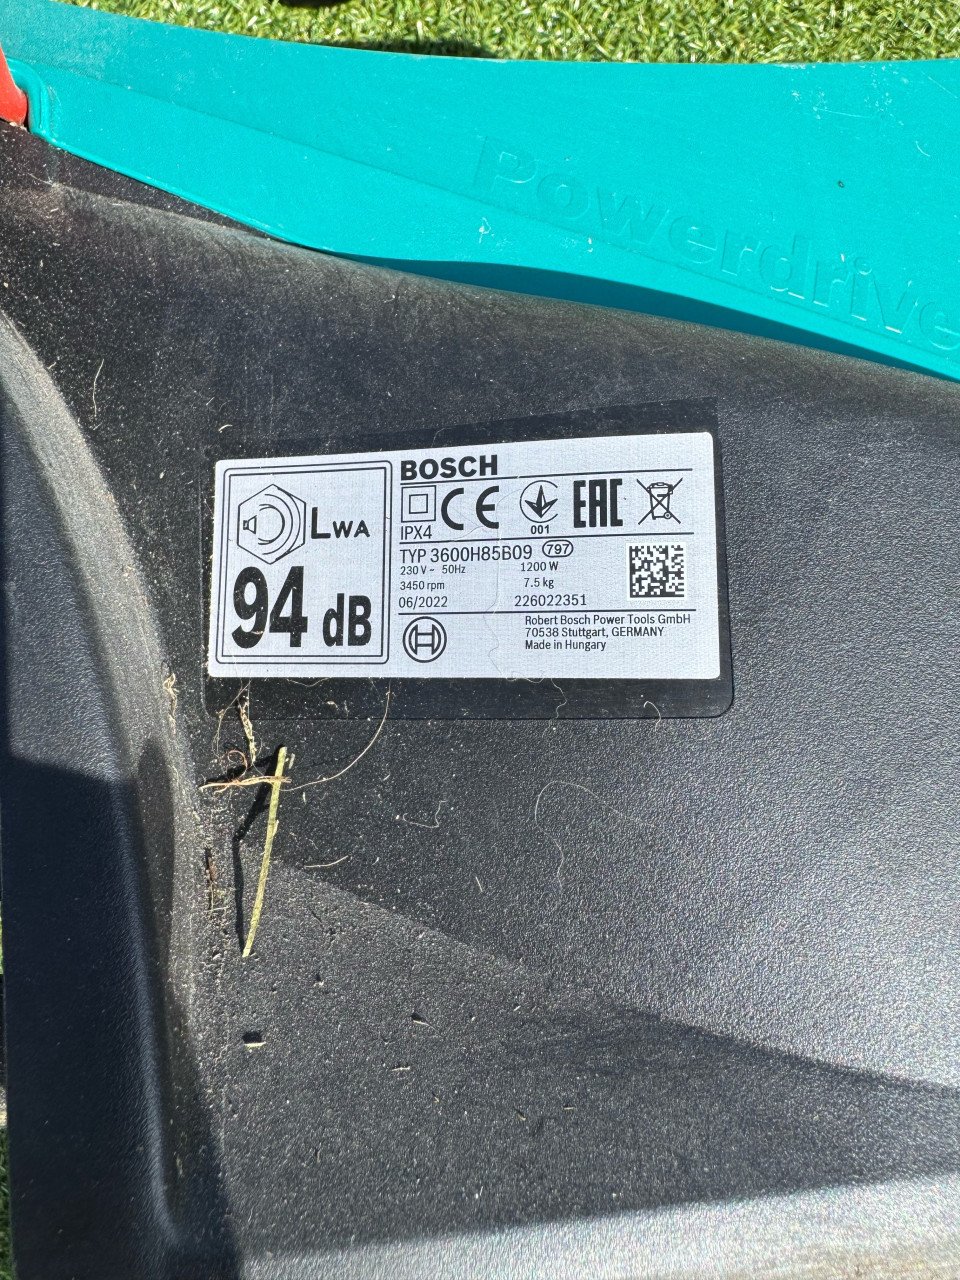 Powerdrive
BOSCH
LWA
94 dB
IPX4
CE
001
EAC
TYP 3600H85B09 797
230 V ~ 50Hz 1200 W
3450 rpm 7.5 kg
06/2022 226022351
Robert Bosch Power Tools GmbH
70538 Stuttgart, GERMANY
Made in Hungary